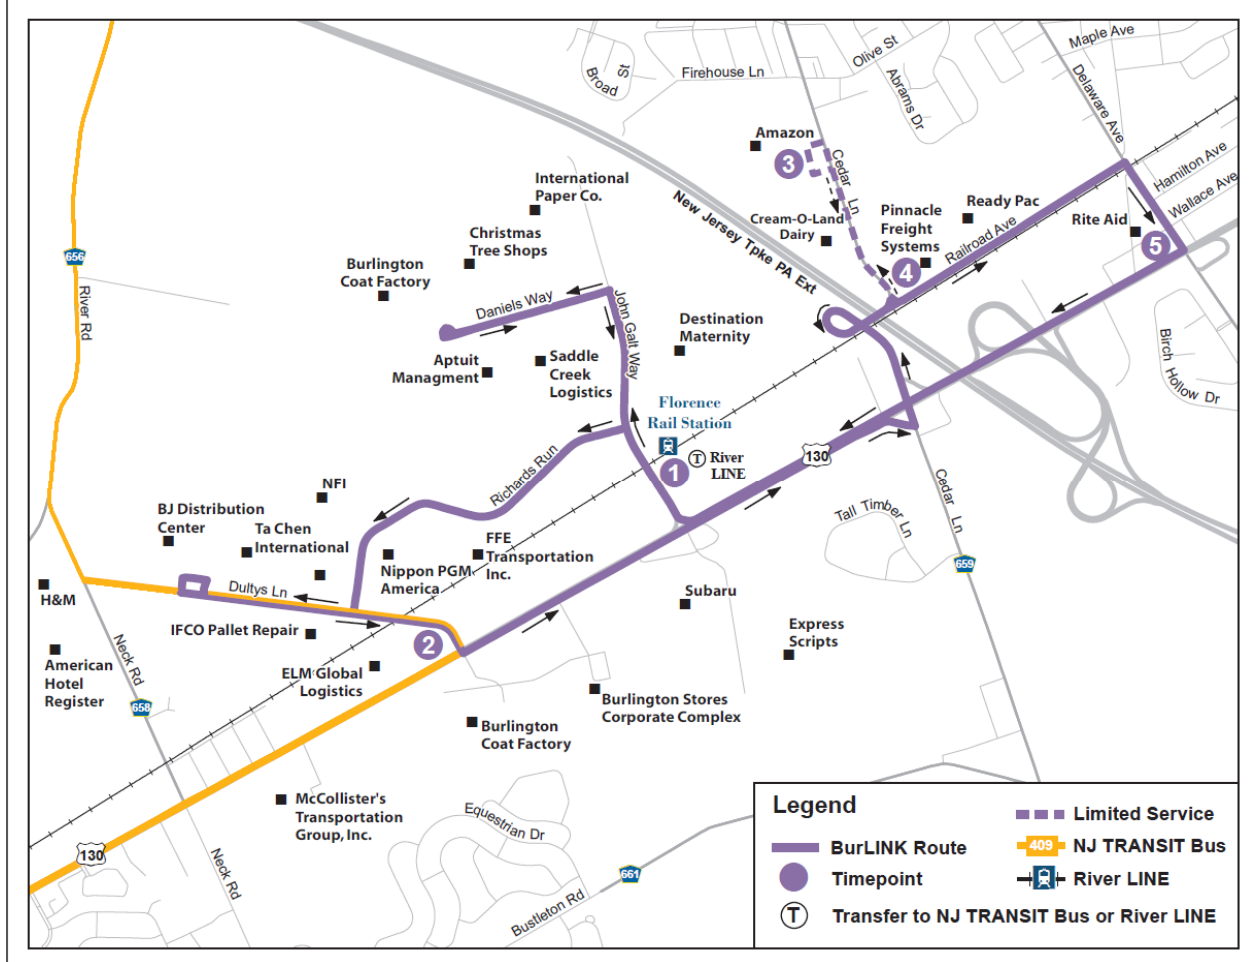 Maple Ave
Olive St
Broad St
Firehouse Ln
Abrams Dr
Delaware Ave
Amazon
3
Cedar Ln
Hamilton Ave
Wallace Ave
International
Paper Co.
New Jersey Tpke PA Ext
Cream-O-Land
Dairy
Pinnacle
Freight
Systems
Ready Pac
Railroad Ave
Rite Aid
5
4
Christmas
Tree Shops
656
River Rd
Burlington
Coat Factory
Daniels Way
John Galt Way
Destination
Maternity
Aptuit
Managment
Saddle
Creek
Logistics
Birch Hollow Dr
Florence
Rail Station
T
River
LINE
1
130
Richards Run
Cedar Ln
NFI
BJ Distribution
Center
Ta Chen
International
Tall Timber Ln
FFE
Transportation
Inc.
Nippon PGM
America
659
H&M
Dultys Ln
Subaru
IFCO Pallet Repair
2
Express
Scripts
American
Hotel
Register
Neck Rd
ELM Global
Logistics
658
Burlington Stores
Corporate Complex
Burlington
Coat Factory
McCollister's
Transportation
Group, Inc.
Equestrian Dr
130
Neck Rd
661
Bustleton Rd
Legend
Limited Service
BurLINK Route
409
NJ TRANSIT Bus
Timepoint
River LINE
T
Transfer to NJ TRANSIT Bus or River LINE